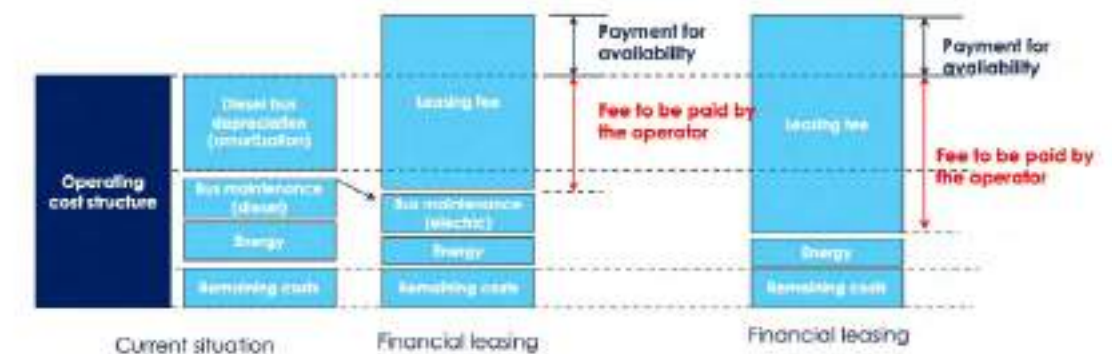 Operating
cost structure
Diesel bus
depreciation
(amortization)
Bus maintenance
(diesel)
Energy
Remaining costs
Current situation
Leasing fee
Bus maintenance
(electric)
Energy
Remaining costs
Financial leasing
Payment for
availability
Fee to be paid by
the operator
Leasing fee
Energy
Remaining costs
Financial leasing
Payment for
availability
Fee to be paid by
the operator